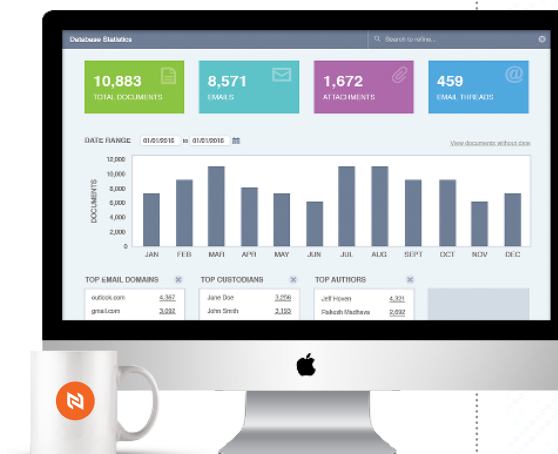 Database Statistics
Search to refine...
10,883
TOTAL DOCUMENTS
8,571
EMAILS
1,672
ATTACHMENTS
459
EMAIL THREADS
DATE RANGE 01/01/2016 to 01/01/2016
View documents without date
DOCUMENTS
12,000
10,000
8,000
6,000
4,000
2,000
0
JAN FEB MAR APR MAY JUN JUL AUG SEPT OCT NOV DEC
TOP EMAIL DOMAINS
outlook.com 4,367
gmail.com 3,092
TOP CUSTODIANS
Jane Doe 3,256
John Smith 3,193
TOP AUTHORS
Jeff Hoven 4,321
Rakesh Madhava 2,692